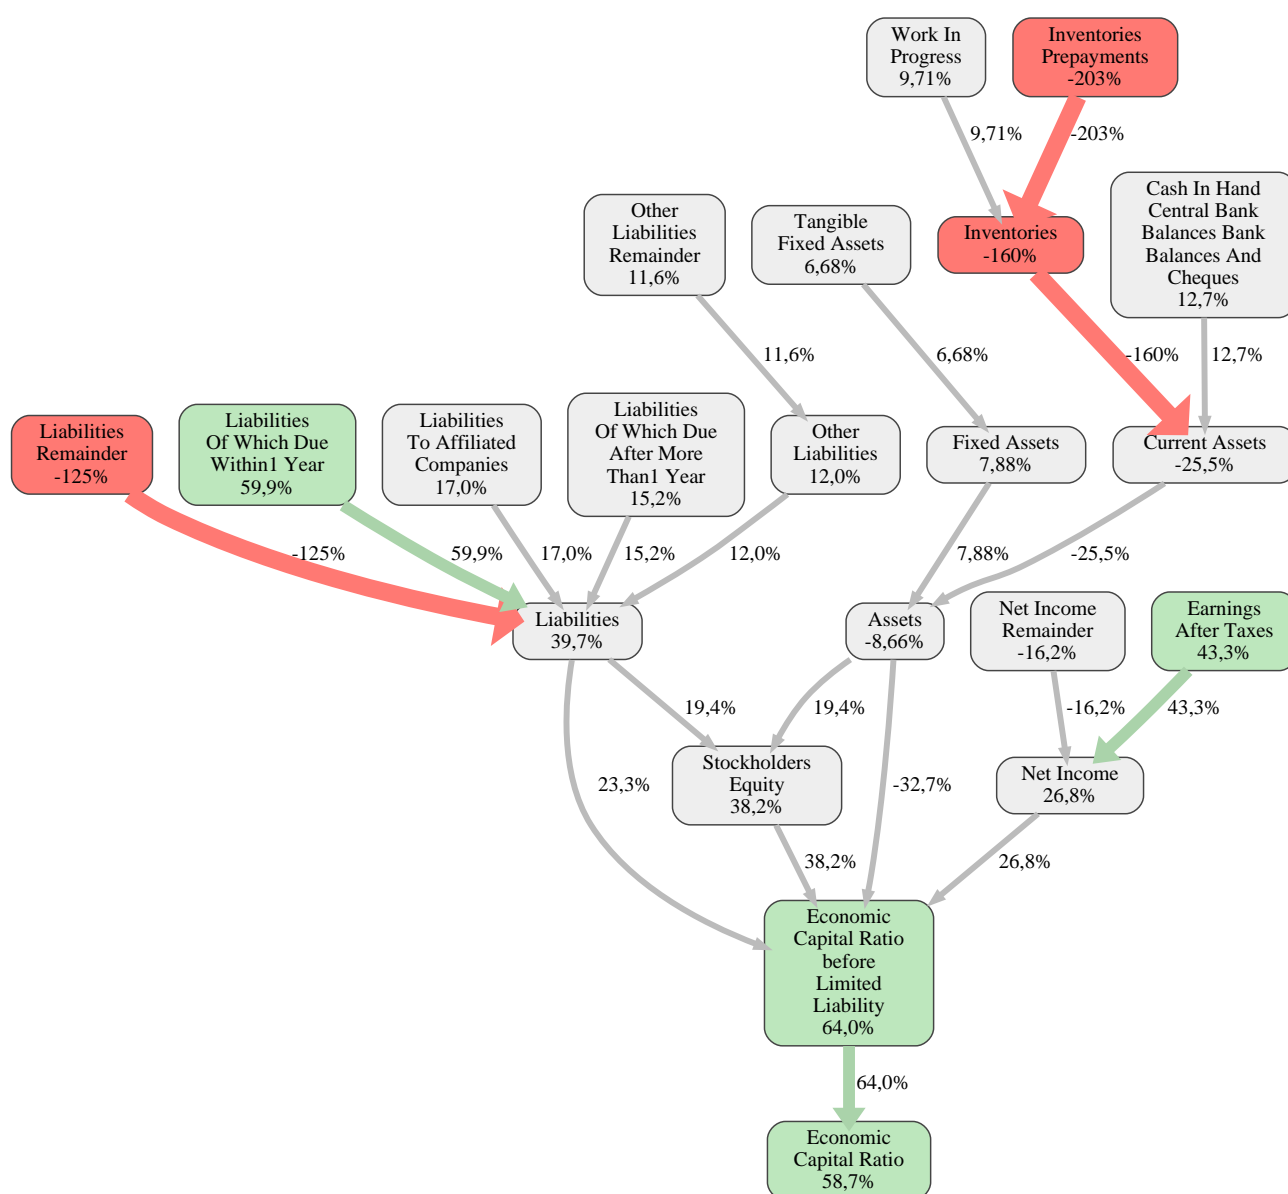 Work In
Progress
9,71%
Inventories
Prepayments
-203%
9,71%
-203%
Cash In Hand
Central Bank
Balances Bank
Balances And
Cheques
12,7%
Other
Liabilities
Remainder
11,6%
Tangible
Fixed Assets
6,68%
Inventories
-160%
11,6%
6,68%
-160%
12,7%
Liabilities
Remainder
-125%
Liabilities
Of Which Due
Within1 Year
59,9%
Liabilities
To Affiliated
Companies
17,0%
Liabilities
Of Which Due
After More
Than1 Year
15,2%
Other
Liabilities
12,0%
Fixed Assets
7,88%
Current Assets
-25,5%
-125%
59,9%
17,0%
15,2%
12,0%
7,88%
-25,5%
Liabilities
39,7%
Assets
-8,66%
Net Income
Remainder
-16,2%
Earnings
After Taxes
43,3%
19,4%
19,4%
-16,2%
43,3%
23,3%
Stockholders
Equity
38,2%
-32,7%
Net Income
26,8%
38,2%
26,8%
Economic
Capital Ratio
before
Limited
Liability
64,0%
64,0%
Economic
Capital Ratio
58,7%